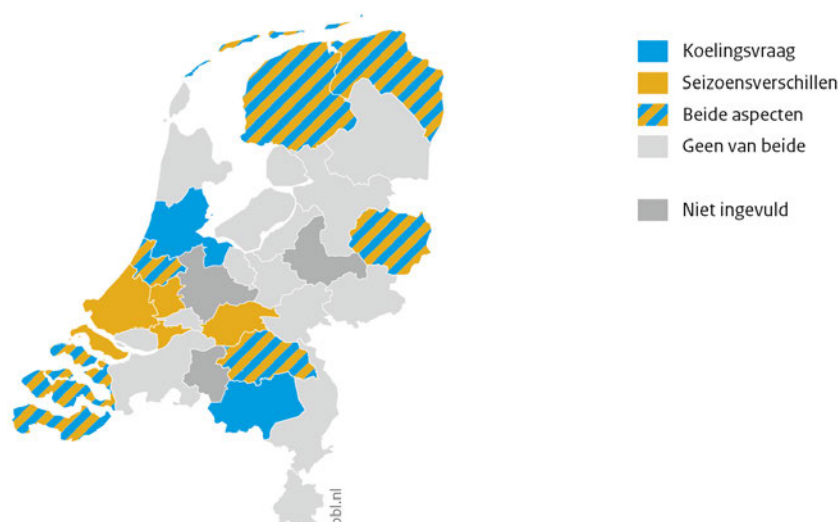 Koelingsvraag
Seizoensverschillen
Beide aspecten
Geen van beide
Niet ingevuld
pbl.nl